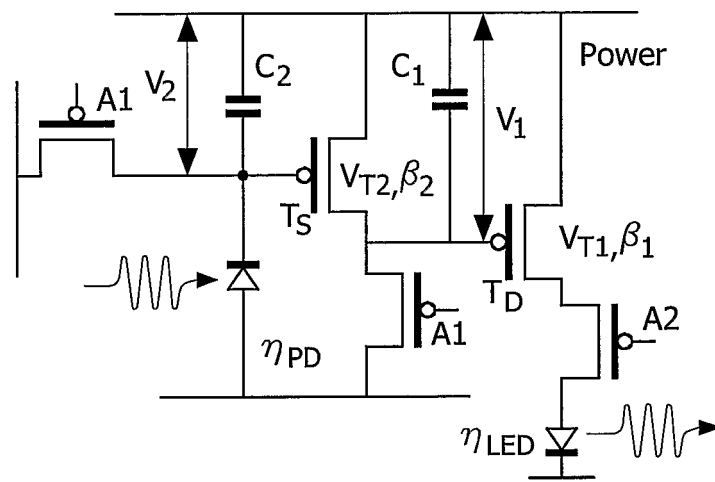 Power
V2
C2
C1
V1
A1
VT2,β2
TS
VT1,β1
TD
A1
A2
ηPD
ηLED